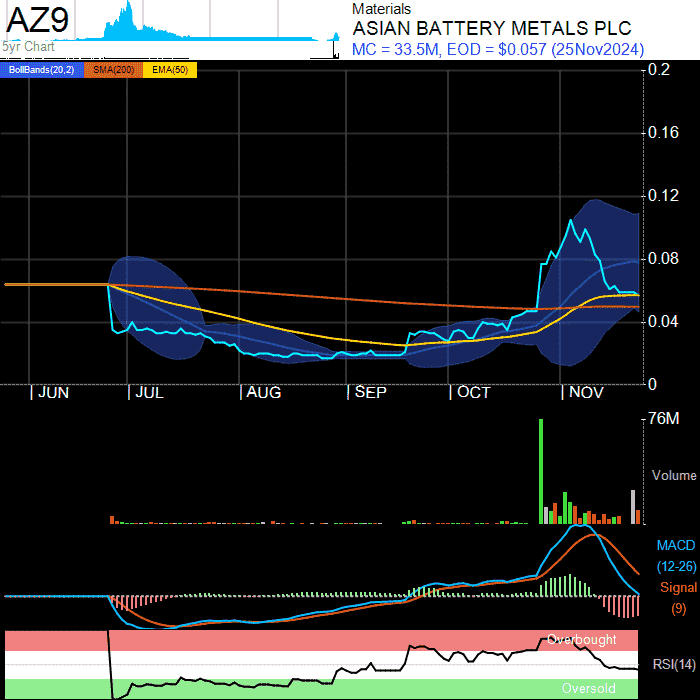 AZ9
5yr Chart
Materials
ASIAN BATTERY METALS PLC
MC = 33.5M, EOD = $0.057 (25Nov2024)
BollBands(20,2) SMA(200) EMA(50)
0.2
0.16
0.12
0.08
0.04
0
JUN JUL AUG SEP OCT NOV
76M
Volume
MACD
(12-26)
Signal
(9)
Overbought
RSI(14)
Oversold